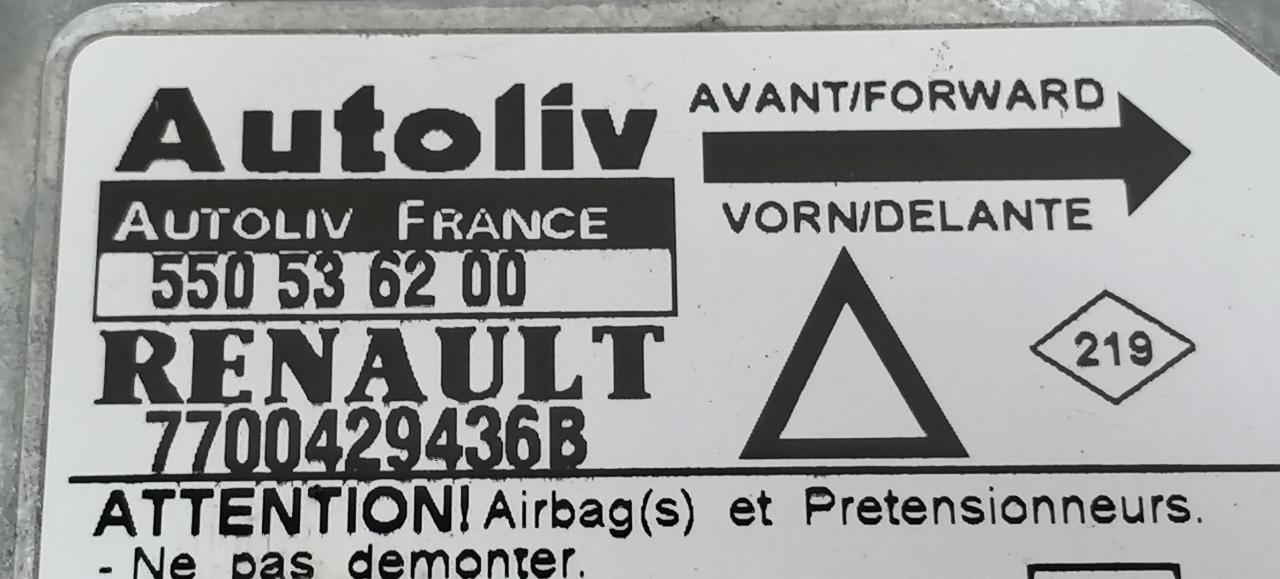 Autoliv
AUTOLIV FRANCE
550 53 62 00
RENAULT
7700429436B
AVANT/FORWARD
VORN/DELANTE
219
ATTENTION! Airbag(s) et Pretensionneurs.
- Ne pas demonter.